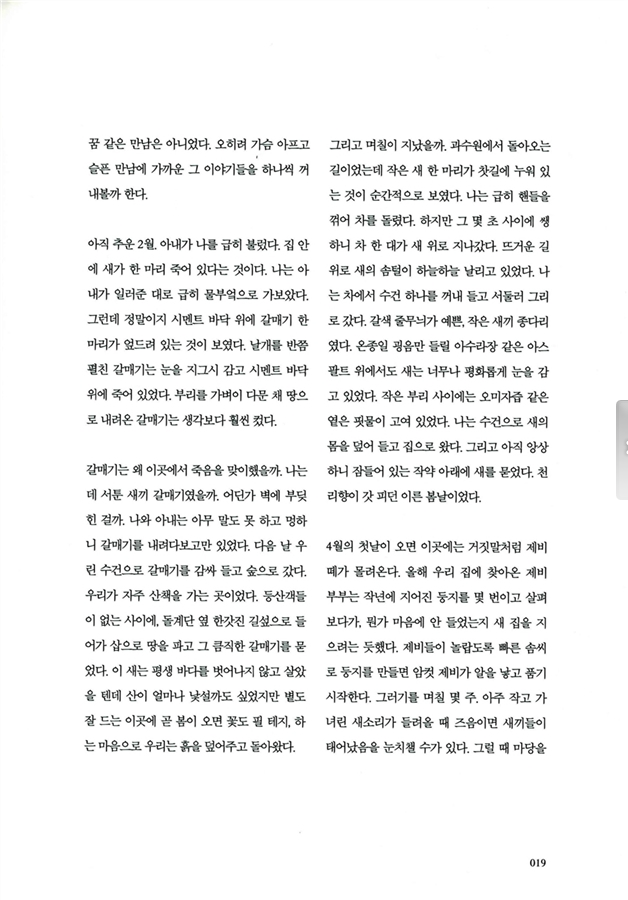 꿈 같은 만남은 아니었다. 오히려 가슴 아프고
슬픈 만남에 가까운 그 이야기들을 하나씩 꺼
내볼까 한다.
아직 추운 2월. 아내가 나를 급히 불렀다. 집 안
에 새가 한 마리 죽어 있다는 것이다. 나는 아
내가 일러준 대로 급히 물부엌으로 가보았다.
그런데 정말이지 시멘트 바닥 위에 갈매기 한
마리가 엎드려 있는 것이 보였다. 날개를 반쯤
펼친 갈매기는 눈을 지그시 감고 시멘트 바닥
위에 죽어 있었다. 부리를 가벼이 다문 채 땅으
로 내려온 갈매기는 생각보다 훨씬 컸다.
갈매기는 왜 이곳에서 죽음을 맞이했을까. 나는
데 서툰 새끼 갈매기였을까. 어딘가 벽에 부딪
힌 걸까. 나와 아내는 아무 말도 못 하고 멍하
니 갈매기를 내려다보고만 있었다. 다음 날 우
린 수건으로 갈매기를 감싸 들고 숲으로 갔다.
우리가 자주 산책을 가는 곳이었다. 등산객들
이 없는 사이에, 돌계단 옆 한갓진 길섶으로 들
어가 삽으로 땅을 파고 그 큼직한 갈매기를 묻
었다. 이 새는 평생 바다를 벗어나지 않고 살았
을 텐데 산이 얼마나 낯설까도 싶었지만 볕도
잘 드는 이곳에 곧 봄이 오면 꽃도 필 테지, 하
는 마음으로 우리는 흙을 덮어주고 돌아왔다.
그리고 며칠이 지났을까. 과수원에서 돌아오는
길이었는데 작은 새 한 마리가 찻길에 누워 있
는 것이 순간적으로 보였다. 나는 급히 핸들을
꺾어 차를 돌렸다. 하지만 그 몇 초 사이에 쌩
하니 차 한 대가 새 위로 지나갔다. 뜨거운 길
위로 새의 솜털이 하늘하늘 날리고 있었다. 나
는 차에서 수건 하나를 꺼내 들고 서둘러 그리
로 갔다. 갈색 줄무늬가 예쁜, 작은 새끼 종다리
였다. 온종일 굉음만 들릴 아수라장 같은 아스
팔트 위에서도 새는 너무나 평화롭게 눈을 감
고 있었다. 작은 부리 사이에는 오미자즙 같은
옅은 핏물이 고여 있었다. 나는 수건으로 새의
몸을 덮어 들고 집으로 왔다. 그리고 아직 앙상
하니 잠들어 있는 작약 아래에 새를 묻었다. 천
리향이 갓 피던 이른 봄날이었다.
4월의 첫날이 오면 이곳에는 거짓말처럼 제비
떼가 몰려온다. 올해 우리 집에 찾아온 제비
부부는 작년에 지어진 둥지를 몇 번이고 살펴
보다가, 뭔가 마음에 안 들었는지 새 집을 지
으려는 듯했다. 제비들이 놀랍도록 빠른 솜씨
로 둥지를 만들면 암컷 제비가 알을 낳고 품기
시작한다. 그러기를 며칠 몇 주. 아주 작고 가
녀린 새소리가 들려올 때 즈음이면 새끼들이
태어났음을 눈치챌 수가 있다. 그럴 때 마당을
019